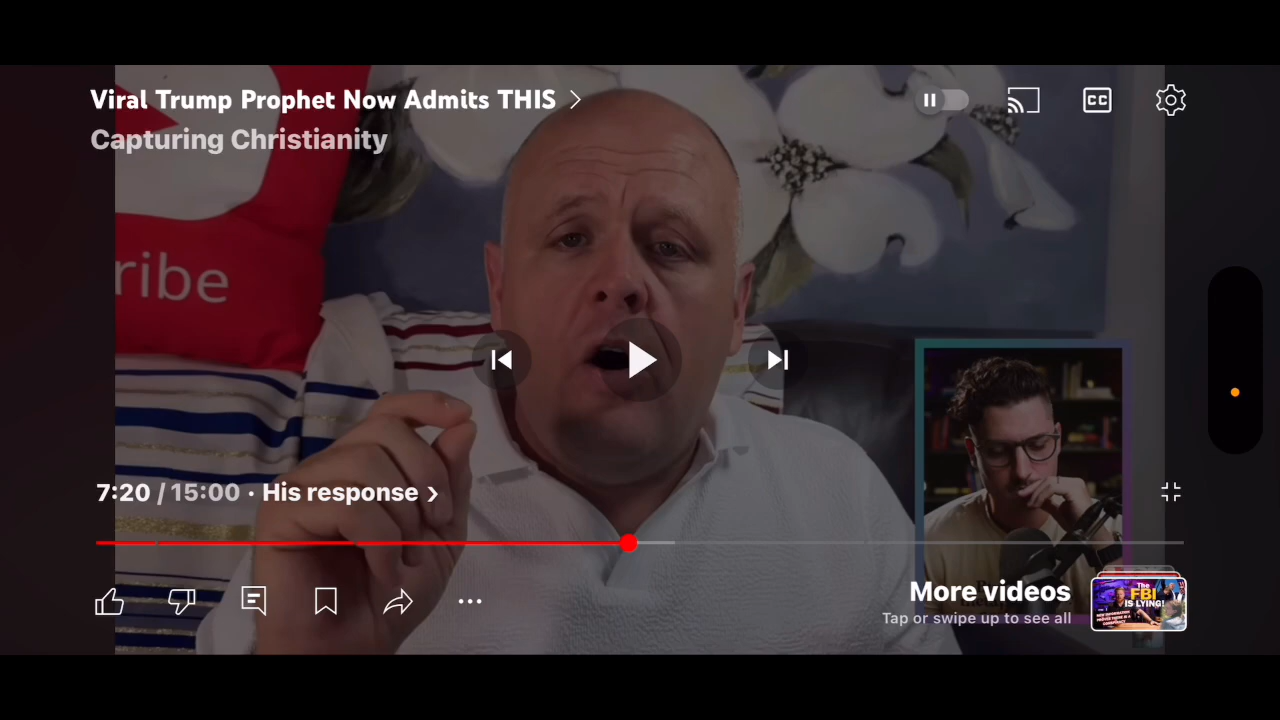 Viral Trump Prophet Now Admits THIS
Capturing Christianity
CC
ribe
7:20 / 15:00 • His response
More videos
Tap or swipe up to see all
The
FBI
IS LYING!